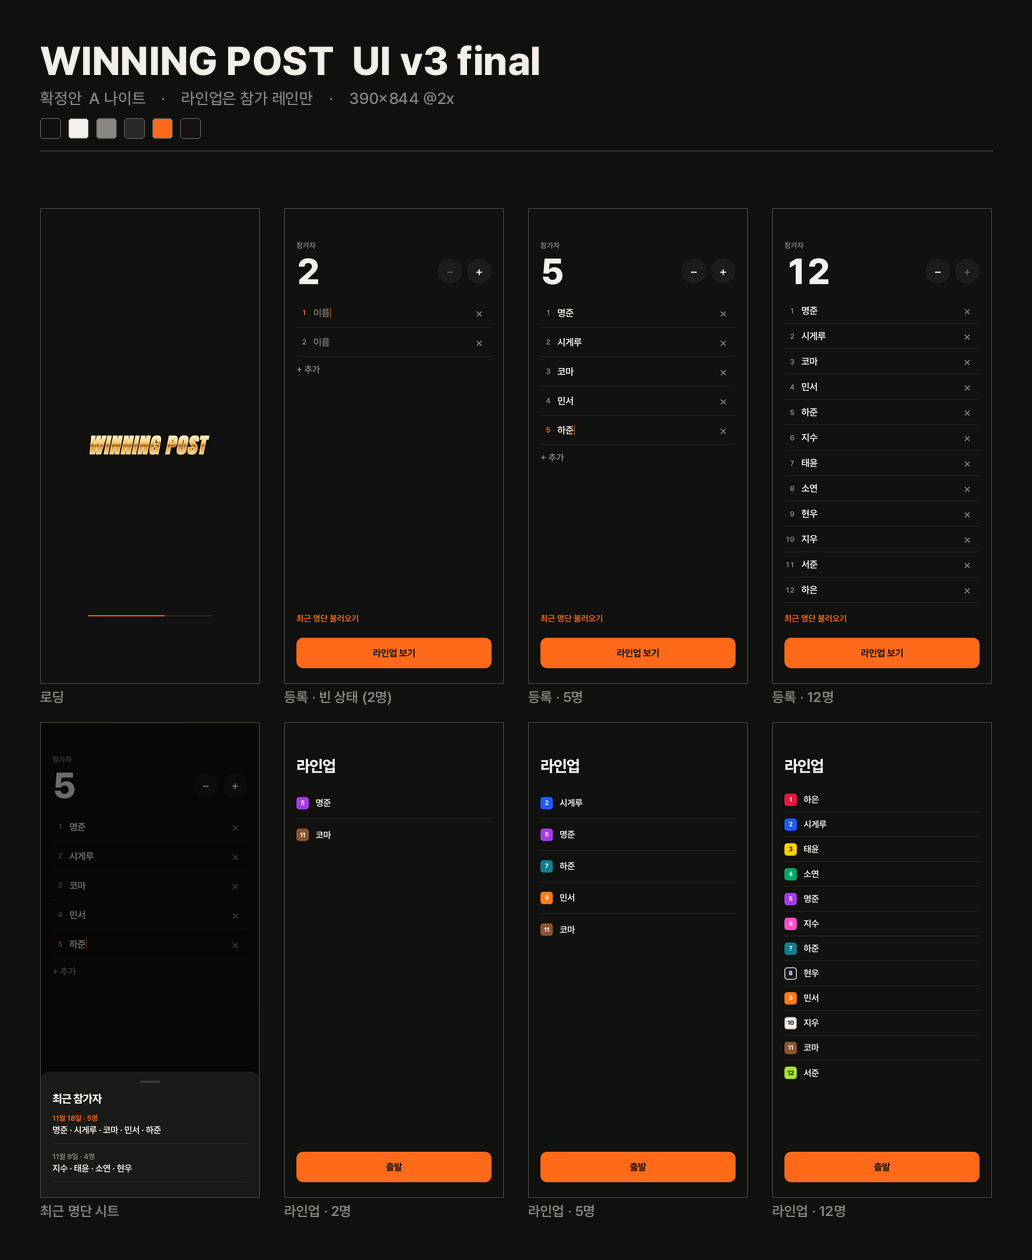 WINNING POST UI v3 final
확정안 A 나이트 · 라인업은 참가 레인만 · 390×844 @2x
WINNING POST
로딩
참가자
2
− +
1 이름 ×
2 이름 ×
+ 추가
최근 명단 불러오기
라인업 보기
등록 · 빈 상태 (2명)
참가자
5
− +
1 명준 ×
2 시게루 ×
3 코마 ×
4 민서 ×
5 하준 ×
+ 추가
최근 명단 불러오기
라인업 보기
등록 · 5명
참가자
12
− +
1 명준 ×
2 시게루 ×
3 코마 ×
4 민서 ×
5 하준 ×
6 지수 ×
7 태윤 ×
8 소연 ×
9 현우 ×
10 지우 ×
11 서준 ×
12 하은 ×
최근 명단 불러오기
라인업 보기
등록 · 12명
참가자
5
− +
1 명준 ×
2 시게루 ×
3 코마 ×
4 민서 ×
5 하준 ×
+ 추가
최근 참가자
11월 18일 · 5명
명준 · 시게루 · 코마 · 민서 · 하준
11월 9일 · 4명
지수 · 태윤 · 소연 · 현우
최근 명단 시트
라인업
5 명준
11 코마
출발
라인업 · 2명
라인업
2 시게루
5 명준
7 하준
9 민서
11 코마
출발
라인업 · 5명
라인업
1 하은
2 시게루
3 태윤
4 소연
5 명준
6 지수
7 하준
8 현우
9 민서
10 지우
11 코마
12 서준
출발
라인업 · 12명